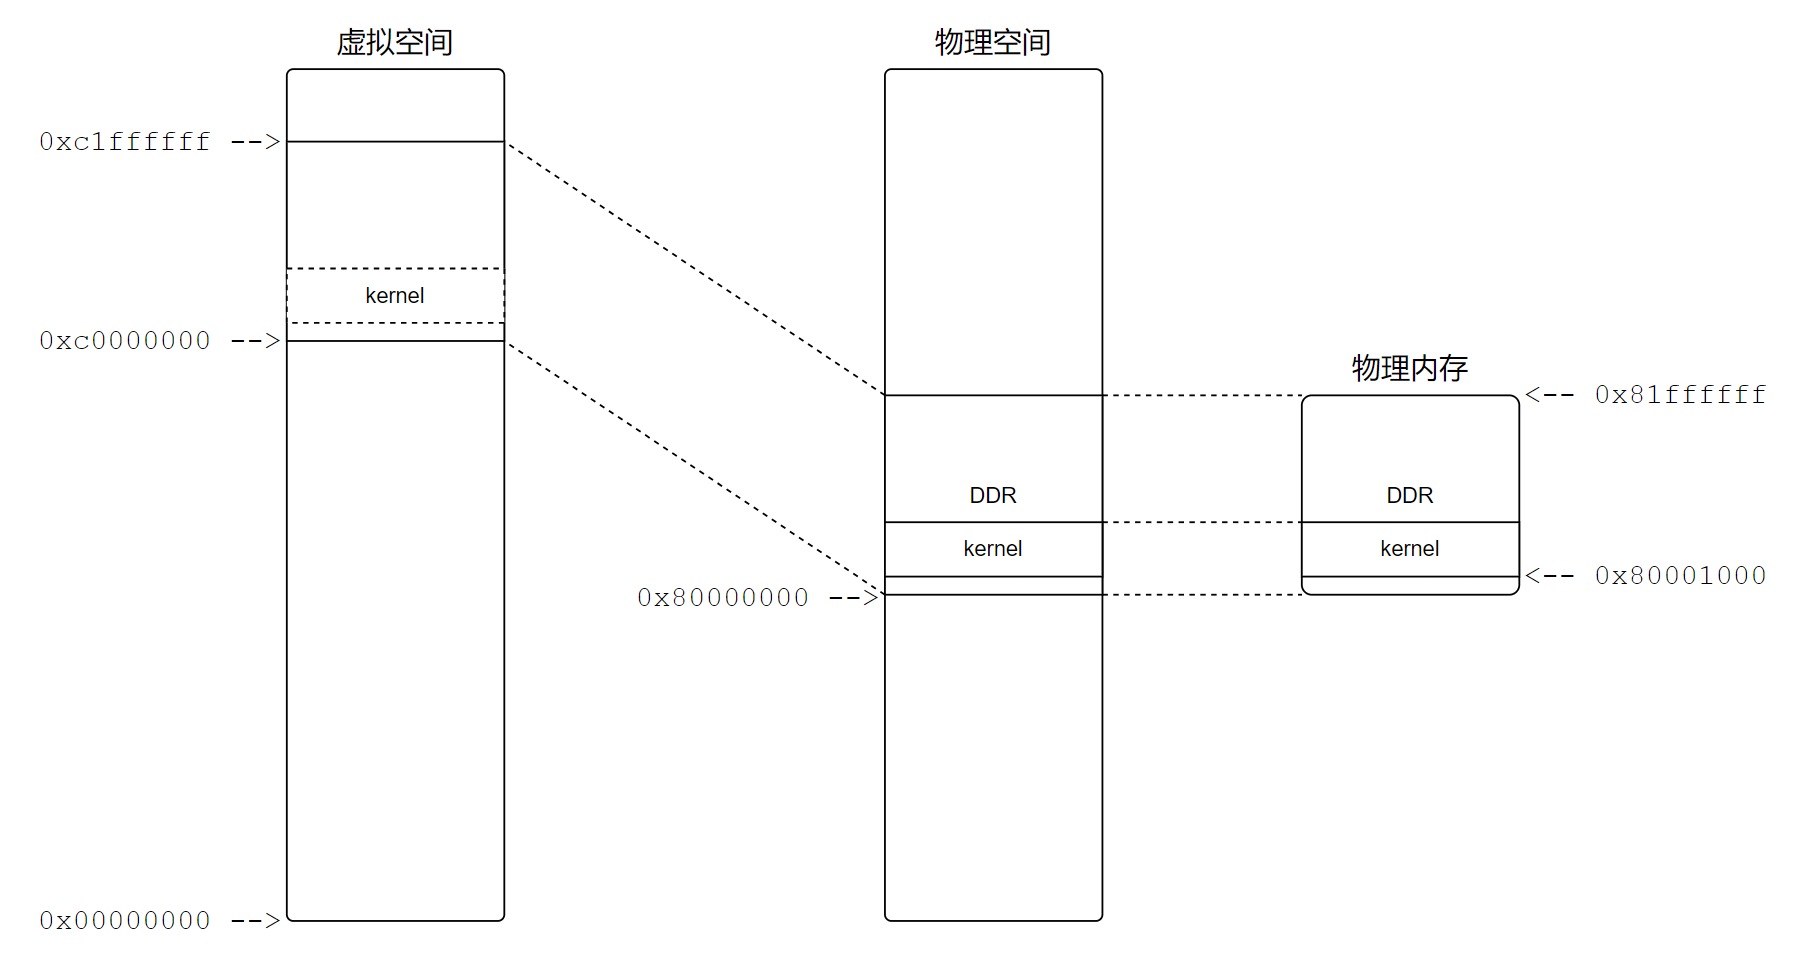 虚拟空间
物理空间
0xc1ffffff -->
kernel
0xc0000000 -->
物理内存
<-- 0x81ffffff
DDR
DDR
kernel
kernel
<-- 0x80001000
0x80000000 -->
0x00000000 -->